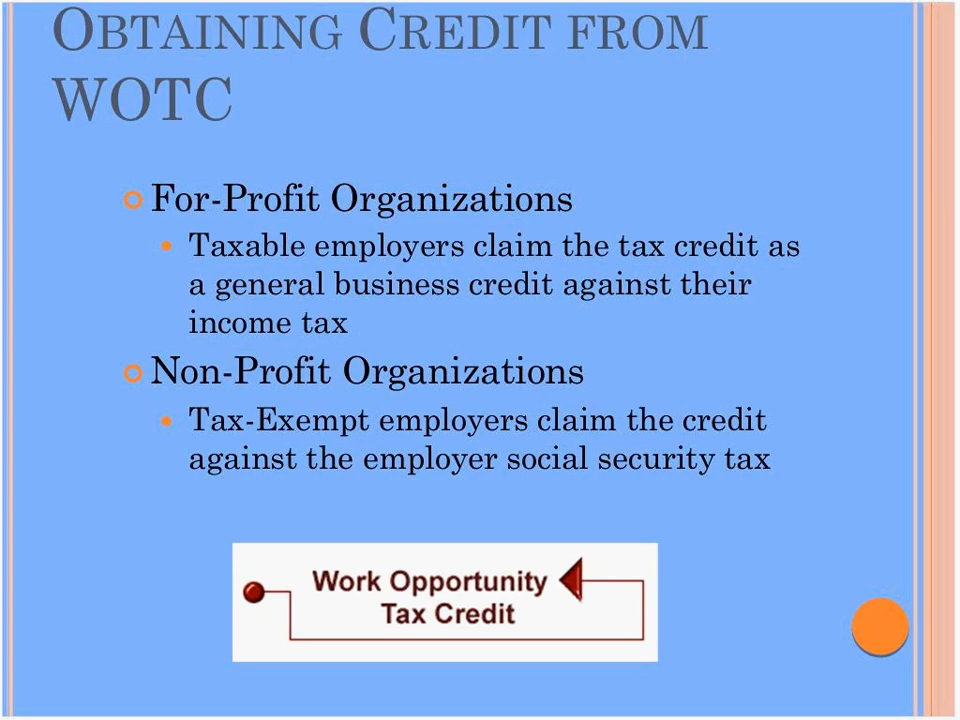 OBTAINING CREDIT FROM
WOTC
For-Profit Organizations
Taxable employers claim the tax credit as
a general business credit against their
income tax
Non-Profit Organizations
Tax-Exempt employers claim the credit
against the employer social security tax
Work Opportunity
Tax Credit